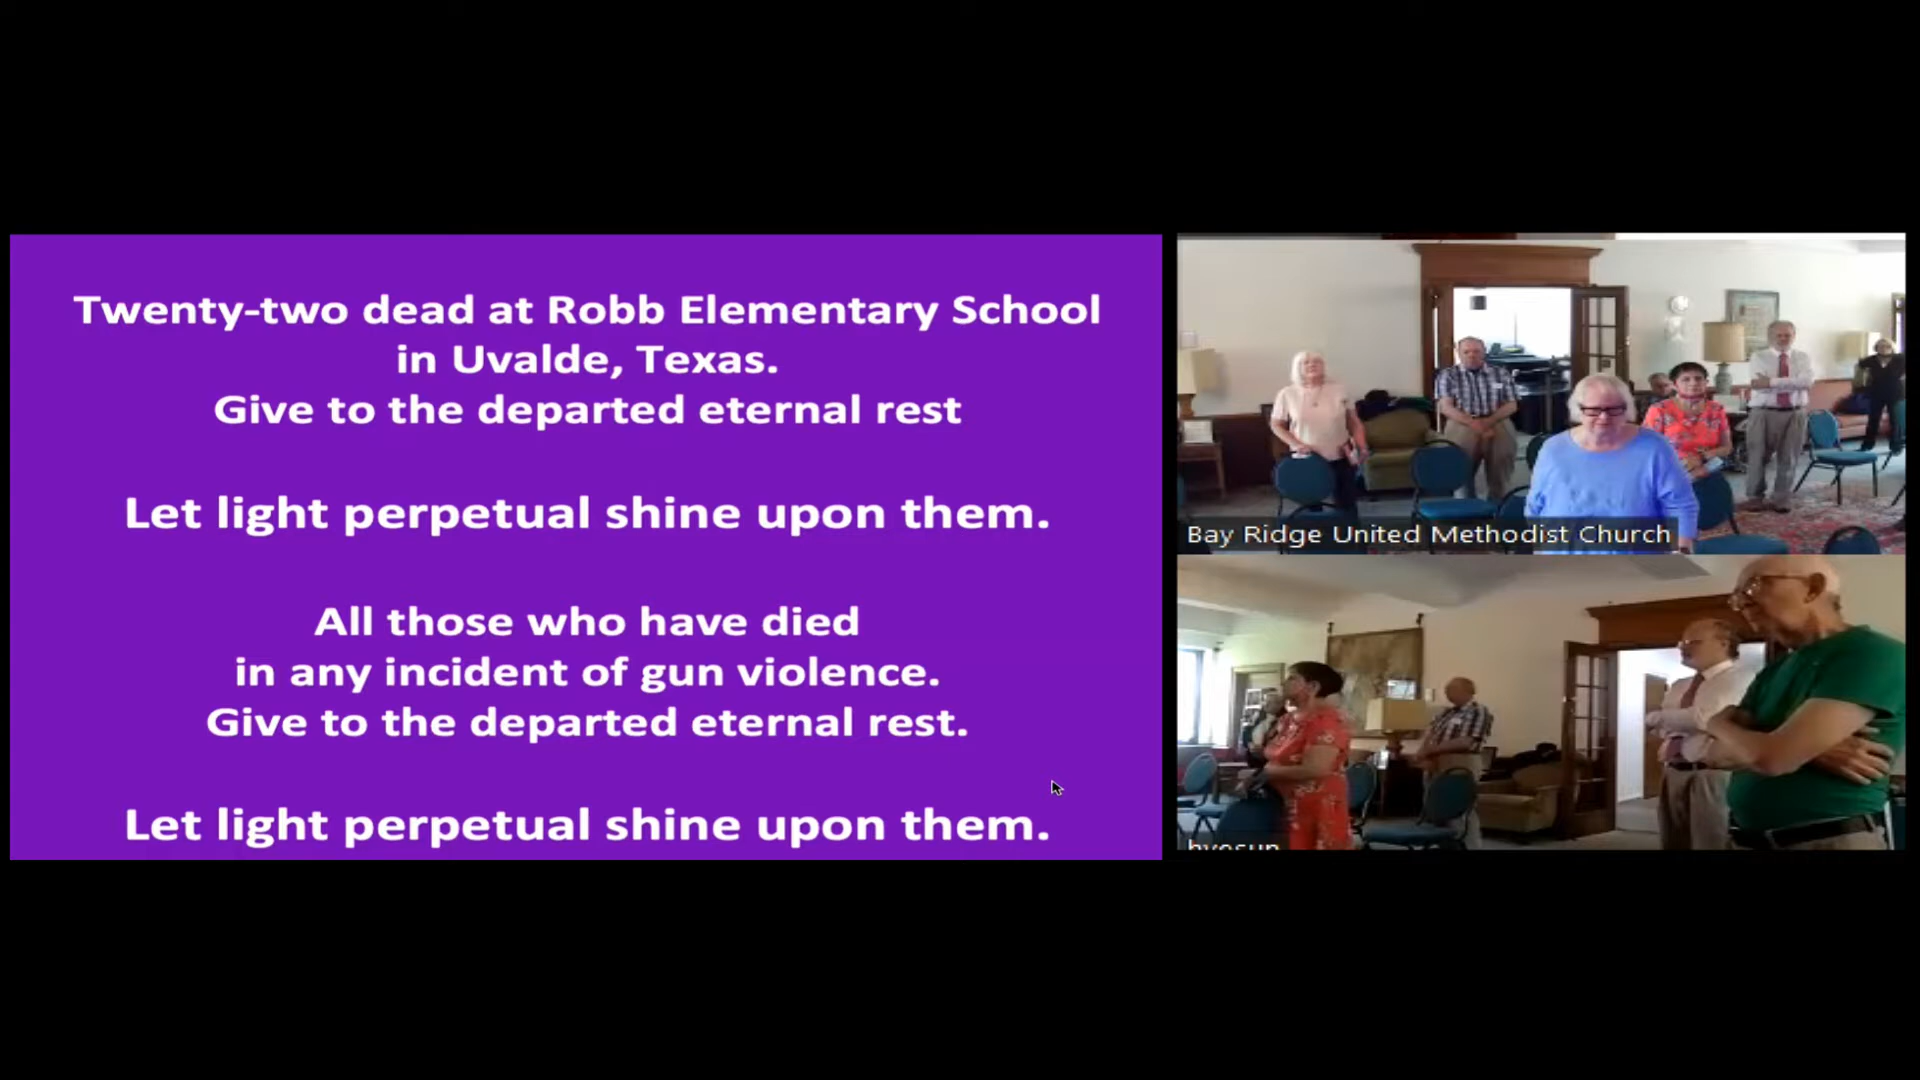 Twenty-two dead at Robb Elementary School
in Uvalde, Texas.
Give to the departed eternal rest
Let light perpetual shine upon them.
All those who have died
in any incident of gun violence.
Give to the departed eternal rest.
Let light perpetual shine upon them.
Bay Ridge United Methodist Church
hyesun